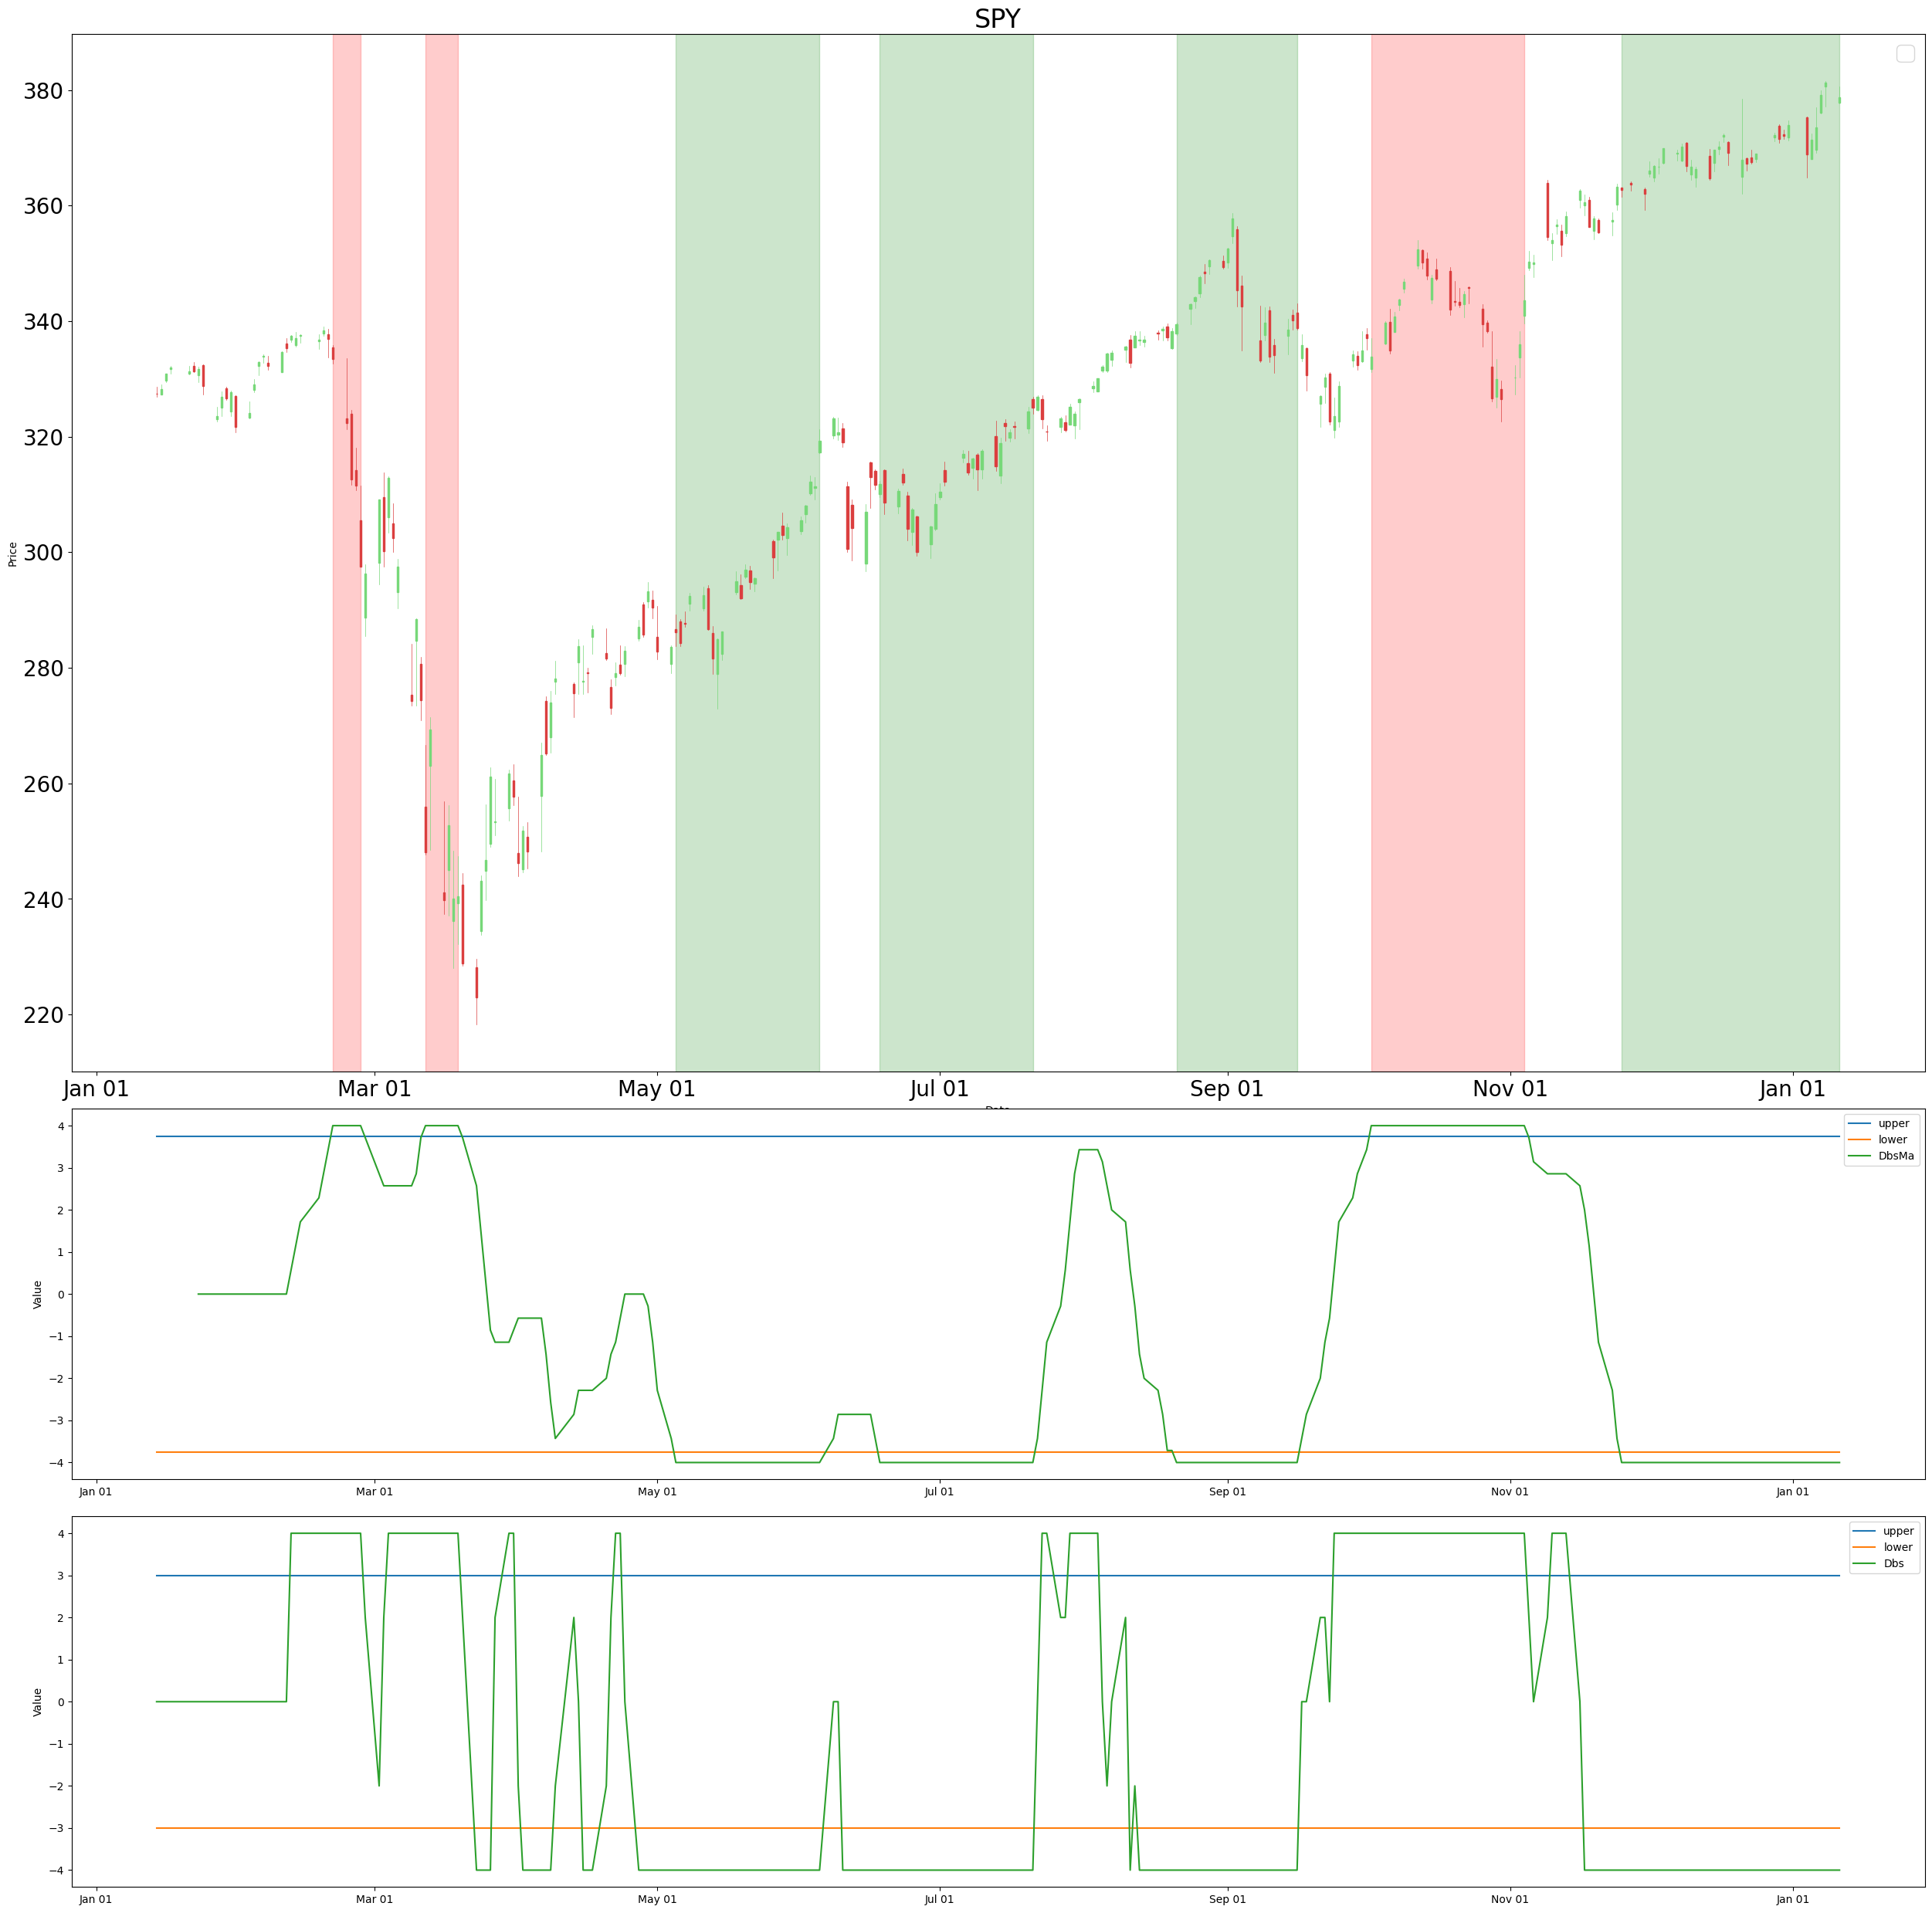 SPY
Price
380
360
340
320
300
280
260
240
220
Jan 01 Mar 01 May 01 Jul 01 Sep 01 Nov 01 Jan 01
Date
Value
4
3
2
1
0
−1
−2
−3
−4
upper
lower
DbsMa
Jan 01 Mar 01 May 01 Jul 01 Sep 01 Nov 01 Jan 01
Value
4
3
2
1
0
−1
−2
−3
−4
upper
lower
Dbs
Jan 01 Mar 01 May 01 Jul 01 Sep 01 Nov 01 Jan 01